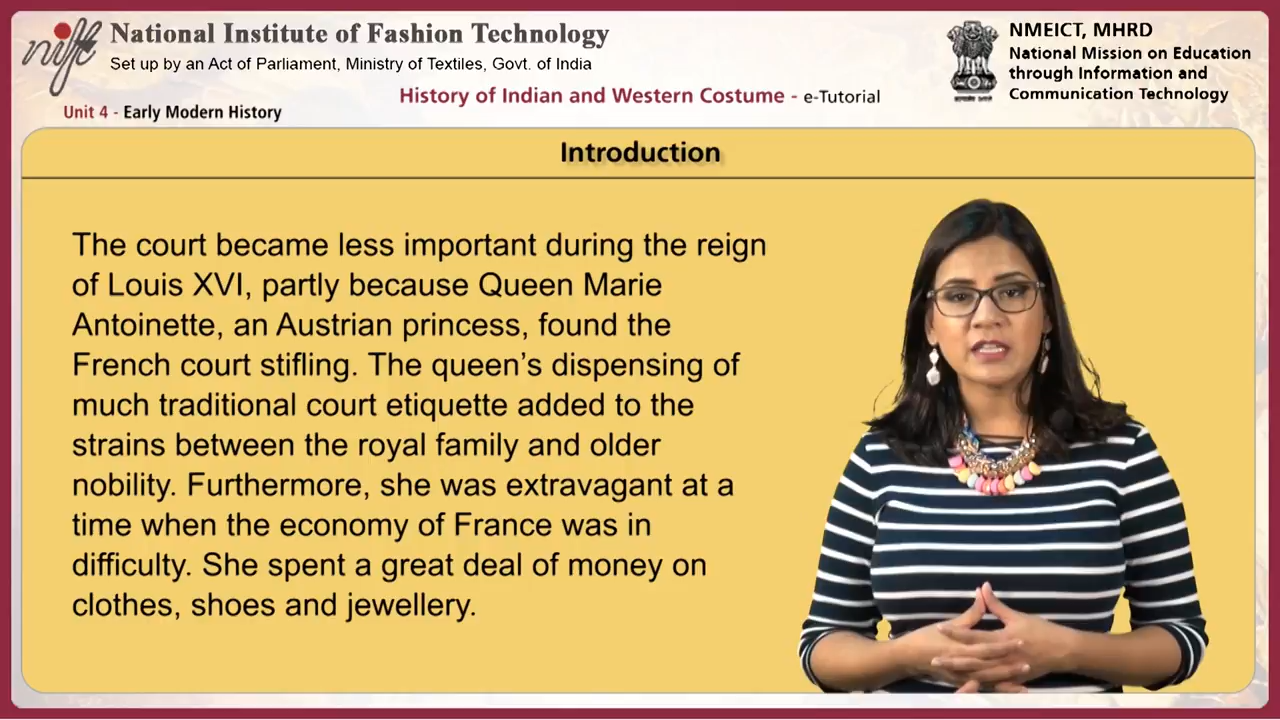 nift
National Institute of Fashion Technology
Set up by an Act of Parliament, Ministry of Textiles, Govt. of India
NMEICT, MHRD
National Mission on Education
through Information and
Communication Technology
History of Indian and Western Costume - e-Tutorial
Unit 4 - Early Modern History
Introduction
The court became less important during the reign
of Louis XVI, partly because Queen Marie
Antoinette, an Austrian princess, found the
French court stifling. The queen’s dispensing of
much traditional court etiquette added to the
strains between the royal family and older
nobility. Furthermore, she was extravagant at a
time when the economy of France was in
difficulty. She spent a great deal of money on
clothes, shoes and jewellery.